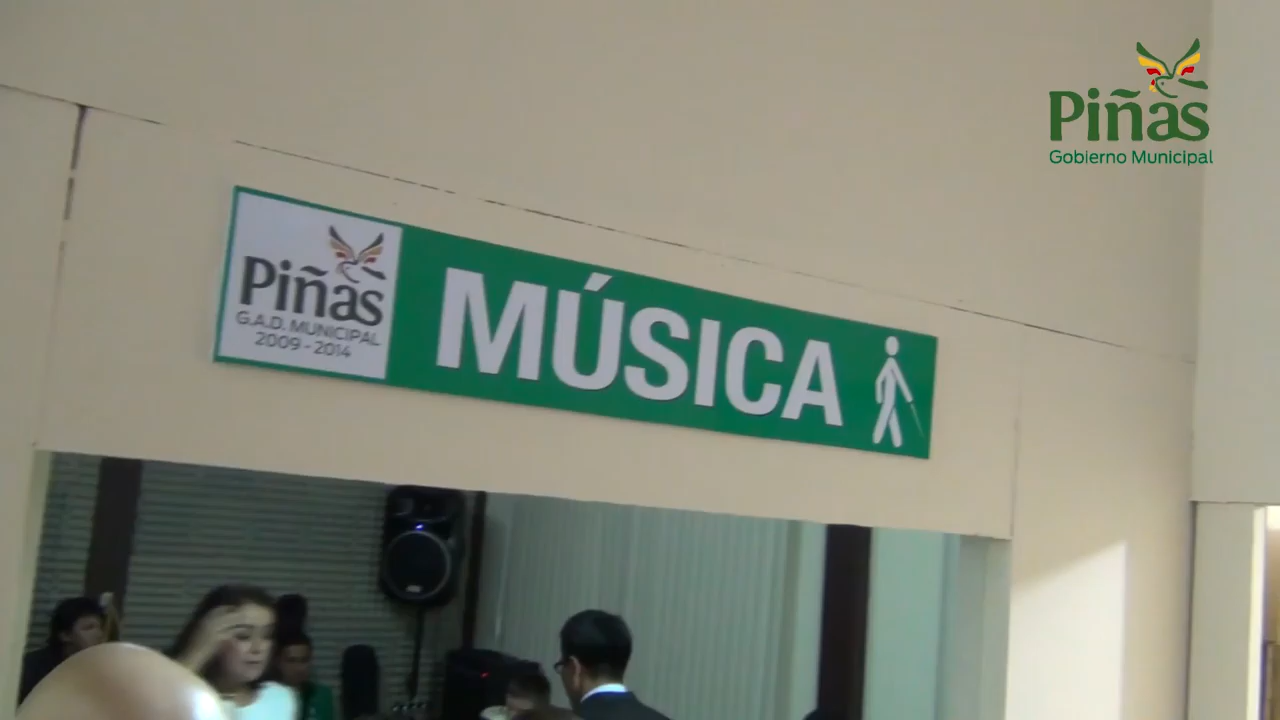 Piñas
Gobierno Municipal
Piñas
G.A.D. MUNICIPAL
2009 - 2014
MÚSICA